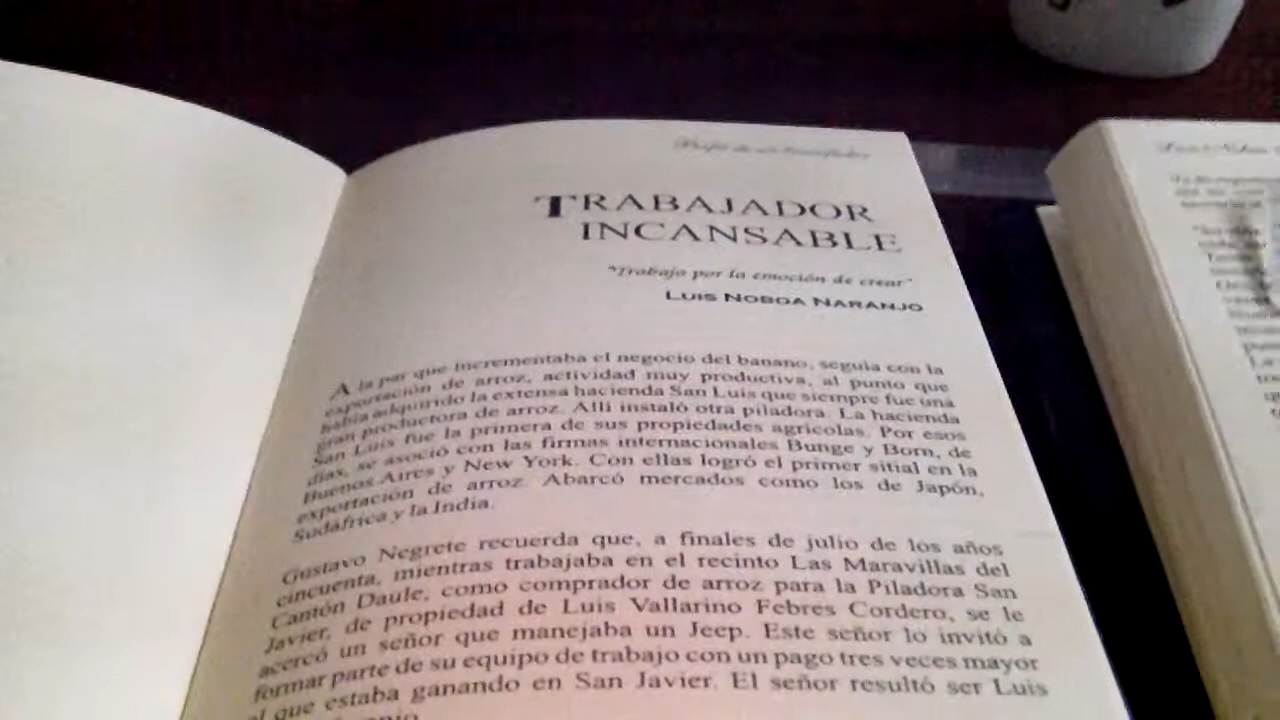 TRABAJADOR
INCANSABLE
"Trabajo por la emoción de crear"
LUIS NOBOA NARANJO
A la par que incrementaba el negocio del banano, seguía con la
exportación de arroz, actividad muy productiva, al punto que
había adquirido la extensa hacienda San Luis que siempre fue una
gran productora de arroz. Allí instaló otra piladora. La hacienda
San Luis fue la primera de sus propiedades agrícolas. Por esos
días, se asoció con las firmas internacionales Bunge y Born, de
Buenos Aires y New York. Con ellas logró el primer sitial en la
exportación de arroz. Abarcó mercados como los de Japón,
Sudáfrica y la India.
Gustavo Negrete recuerda que, a finales de julio de los años
cincuenta, mientras trabajaba en el recinto Las Maravillas del
Cantón Daule, como comprador de arroz para la Piladora San
Javier, de propiedad de Luis Vallarino Febres Cordero, se le
acercó un señor que manejaba un Jeep. Este señor lo invitó a
formar parte de su equipo de trabajo con un pago tres veces mayor
al que estaba ganando en San Javier. El señor resultó ser Luis